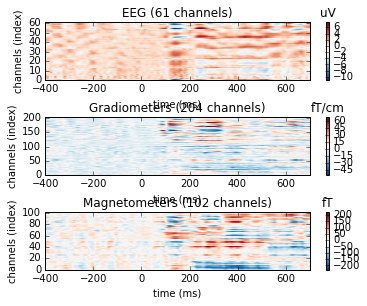 EEG (61 channels)
uV
channels (index)
60
50
40
30
20
10
0
−400 −200 0 200 400 600
time (ms)
6
4
2
0
−2
−4
−6
−8
−10
Gradiometers (204 channels)
fT/cm
channels (index)
200
150
100
50
0
−400 −200 0 200 400 600
time (ms)
60
45
30
15
0
−15
−30
−45
Magnetometers (102 channels)
fT
channels (index)
100
80
60
40
20
0
−400 −200 0 200 400 600
time (ms)
200
150
100
50
0
−50
−100
−150
−200